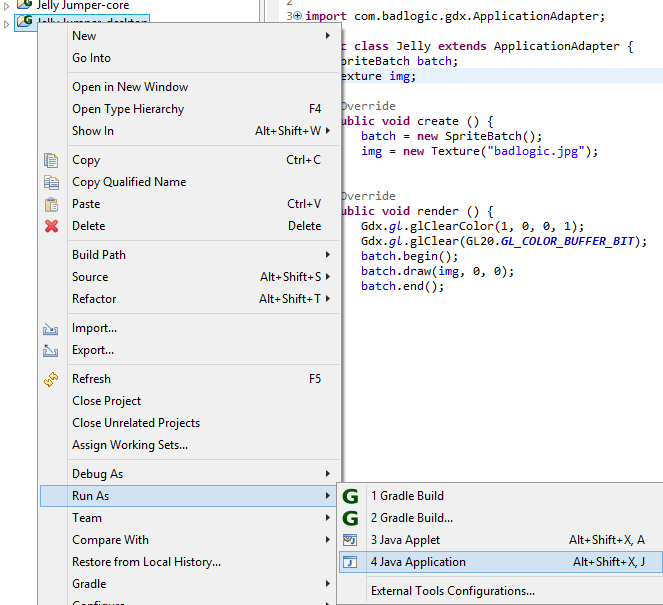 Jelly Jumper-core
Jelly Jumper-desktop
New
Go Into
Open in New Window
Open Type Hierarchy F4
Show In Alt+Shift+W
Copy Ctrl+C
Copy Qualified Name
Paste Ctrl+V
Delete Delete
Build Path
Source Alt+Shift+S
Refactor Alt+Shift+T
Import...
Export...
Refresh F5
Close Project
Close Unrelated Projects
Assign Working Sets...
Debug As
Run As
Team
Compare With
Restore from Local History...
Gradle
Configure
2
3 import com.badlogic.gdx.ApplicationAdapter;
c class Jelly extends ApplicationAdapter {
priteBatch batch;
exture img;
Override
ublic void create () {
batch = new SpriteBatch();
img = new Texture("badlogic.jpg");
Override
ublic void render () {
Gdx.gl.glClearColor(1, 0, 0, 1);
Gdx.gl.glClear(GL20.GL_COLOR_BUFFER_BIT);
batch.begin();
batch.draw(img, 0, 0);
batch.end();
G 1 Gradle Build
G 2 Gradle Build...
3 Java Applet Alt+Shift+X, A
4 Java Application Alt+Shift+X, J
External Tools Configurations...